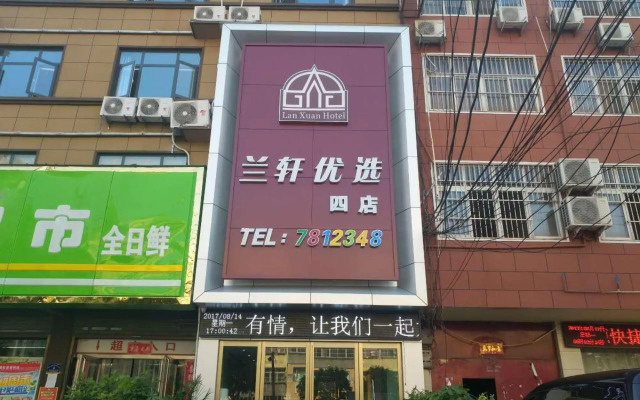 Lan Xuan Hotel
兰轩优选
四店
TEL：7812348
2017/08/14
星期一
17:00:42
有情，让我们一起
市
全日鲜
超
入口
快捷